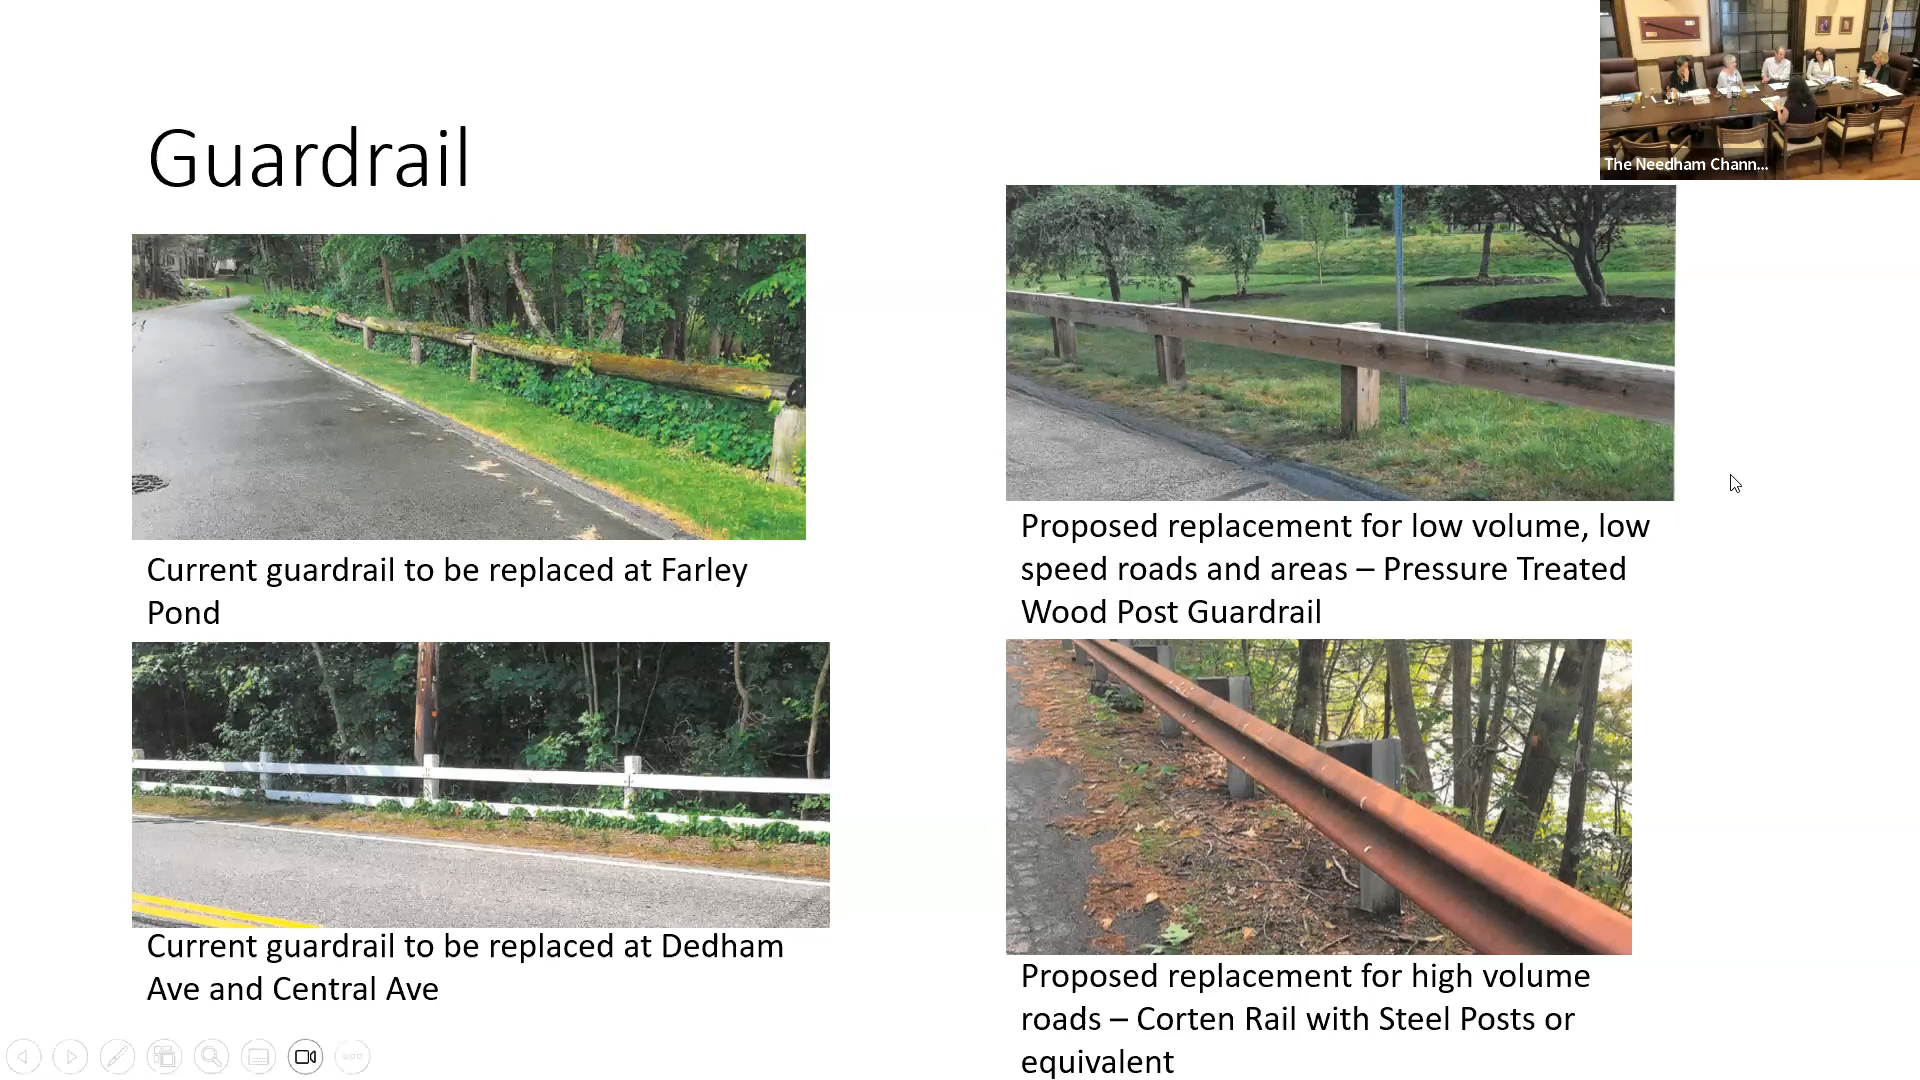 Guardrail
The Needham Chann...
Current guardrail to be replaced at Farley
Pond
Proposed replacement for low volume, low
speed roads and areas – Pressure Treated
Wood Post Guardrail
Current guardrail to be replaced at Dedham
Ave and Central Ave
Proposed replacement for high volume
roads – Corten Rail with Steel Posts or
equivalent